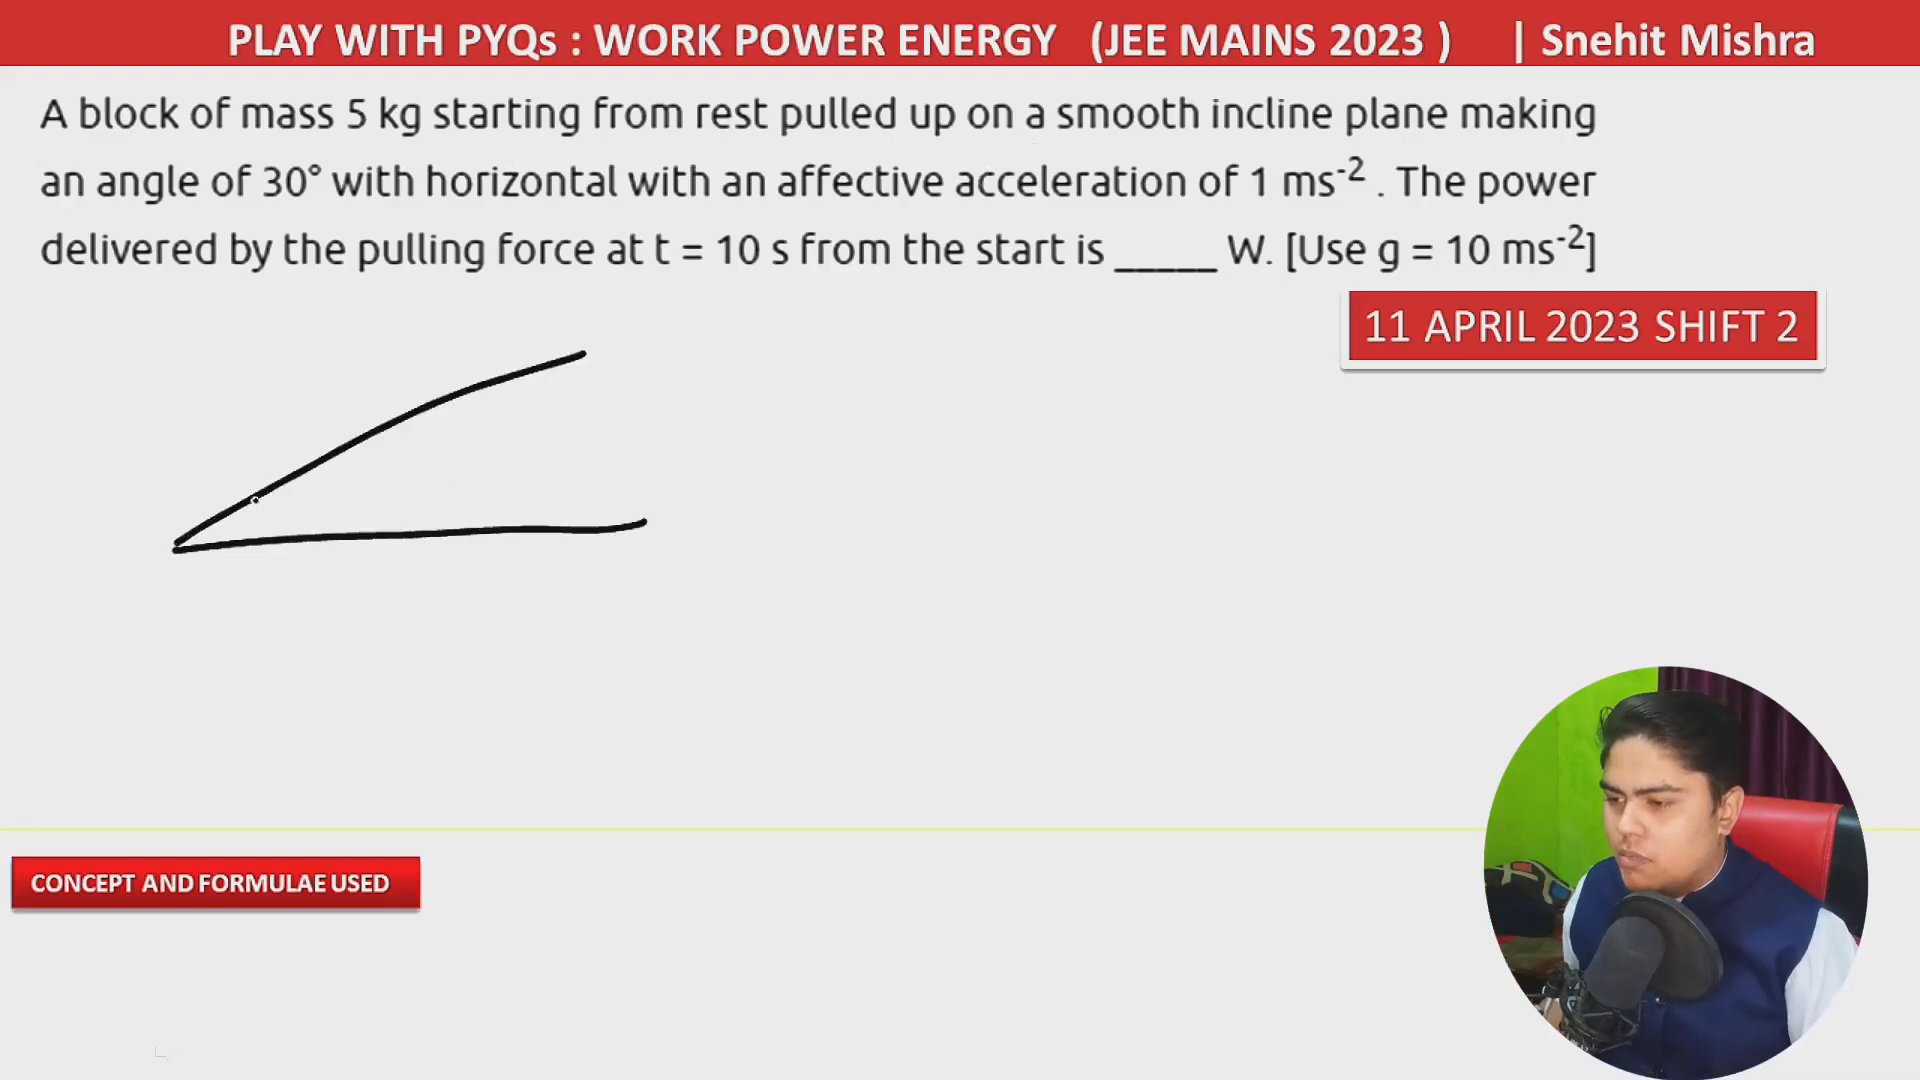 PLAY WITH PYQs : WORK POWER ENERGY (JEE MAINS 2023 ) | Snehit Mishra
A block of mass 5 kg starting from rest pulled up on a smooth incline plane making
an angle of 30° with horizontal with an affective acceleration of 1 ms⁻² . The power
delivered by the pulling force at t = 10 s from the start is _____ W. [Use g = 10 ms⁻²]
11 APRIL 2023 SHIFT 2
CONCEPT AND FORMULAE USED